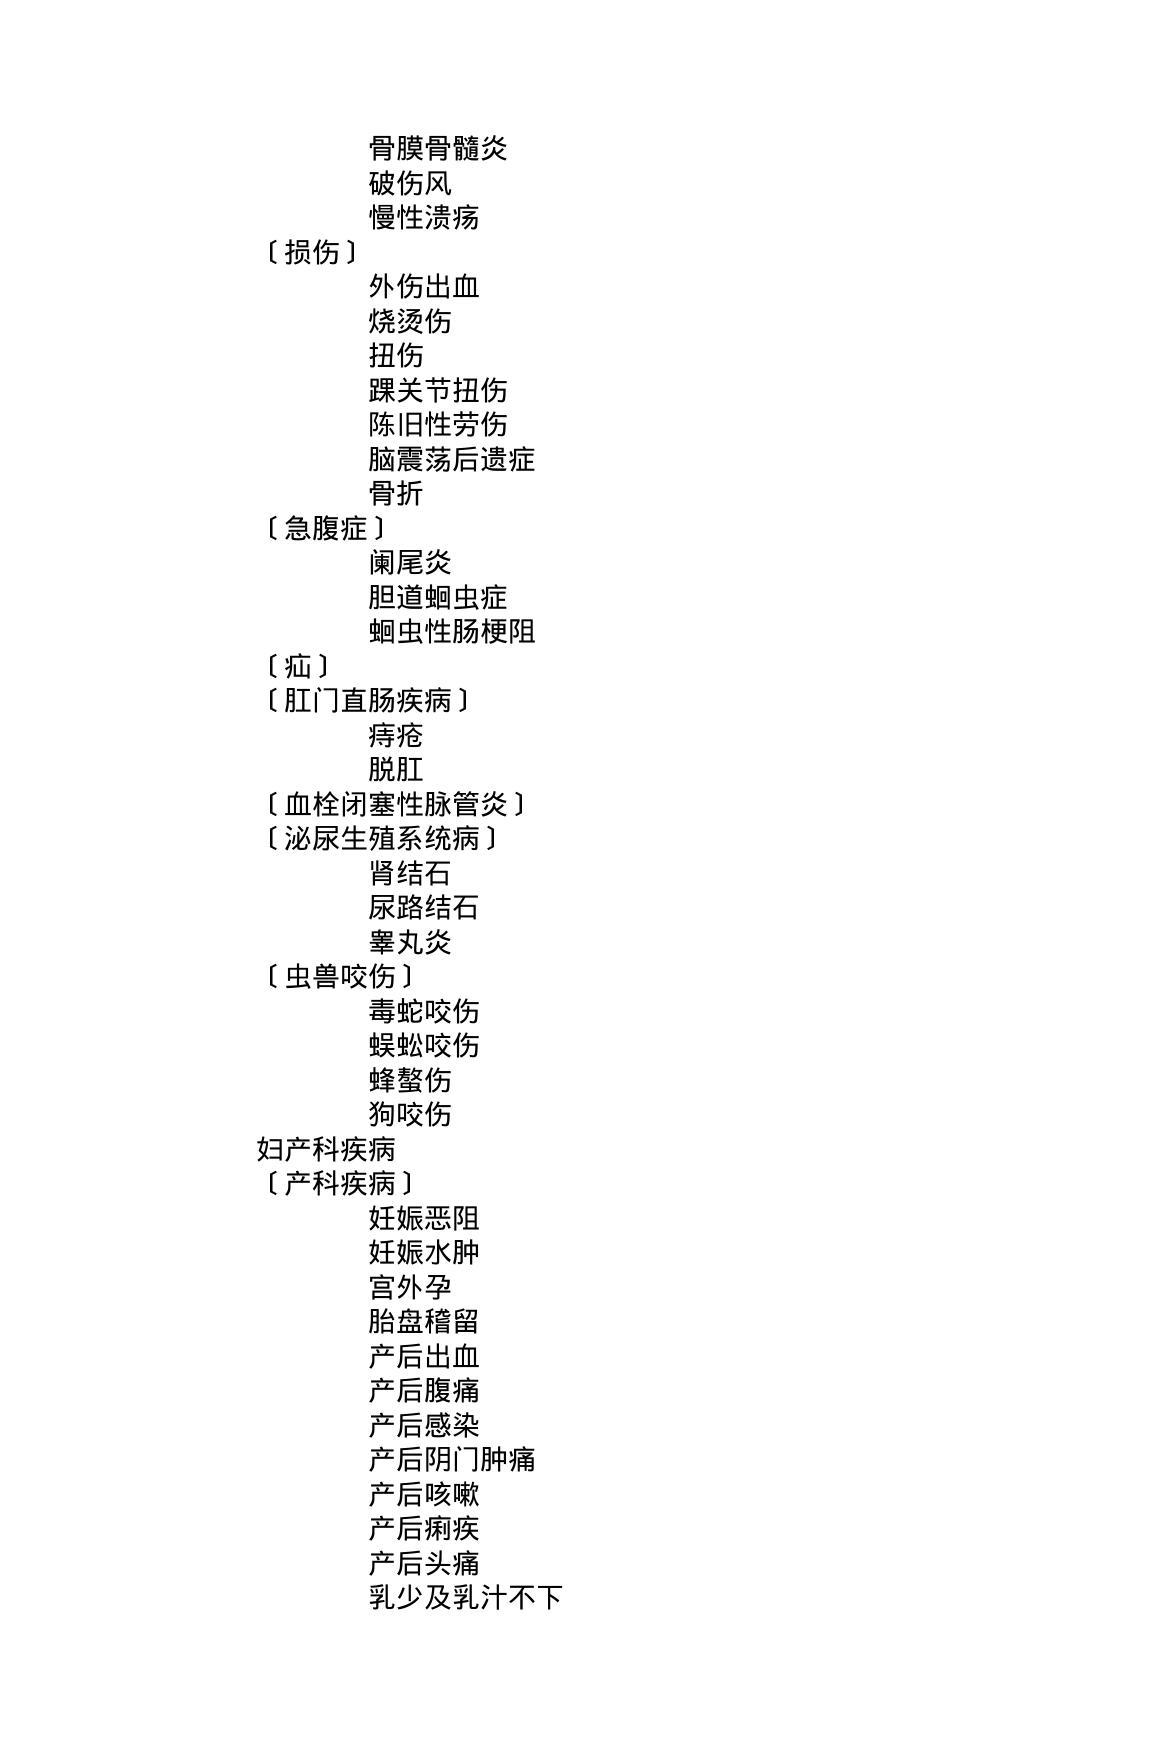 骨膜骨髓炎
破伤风
慢性溃疡
〔损伤〕
外伤出血
烧烫伤
扭伤
踝关节扭伤
陈旧性劳伤
脑震荡后遗症
骨折
〔急腹症〕
阑尾炎
胆道蛔虫症
蛔虫性肠梗阻
〔疝〕
〔肛门直肠疾病〕
痔疮
脱肛
〔血栓闭塞性脉管炎〕
〔泌尿生殖系统病〕
肾结石
尿路结石
睾丸炎
〔虫兽咬伤〕
毒蛇咬伤
蜈蚣咬伤
蜂螯伤
狗咬伤
妇产科疾病
〔产科疾病〕
妊娠恶阻
妊娠水肿
宫外孕
胎盘稽留
产后出血
产后腹痛
产后感染
产后阴门肿痛
产后咳嗽
产后痢疾
产后头痛
乳少及乳汁不下